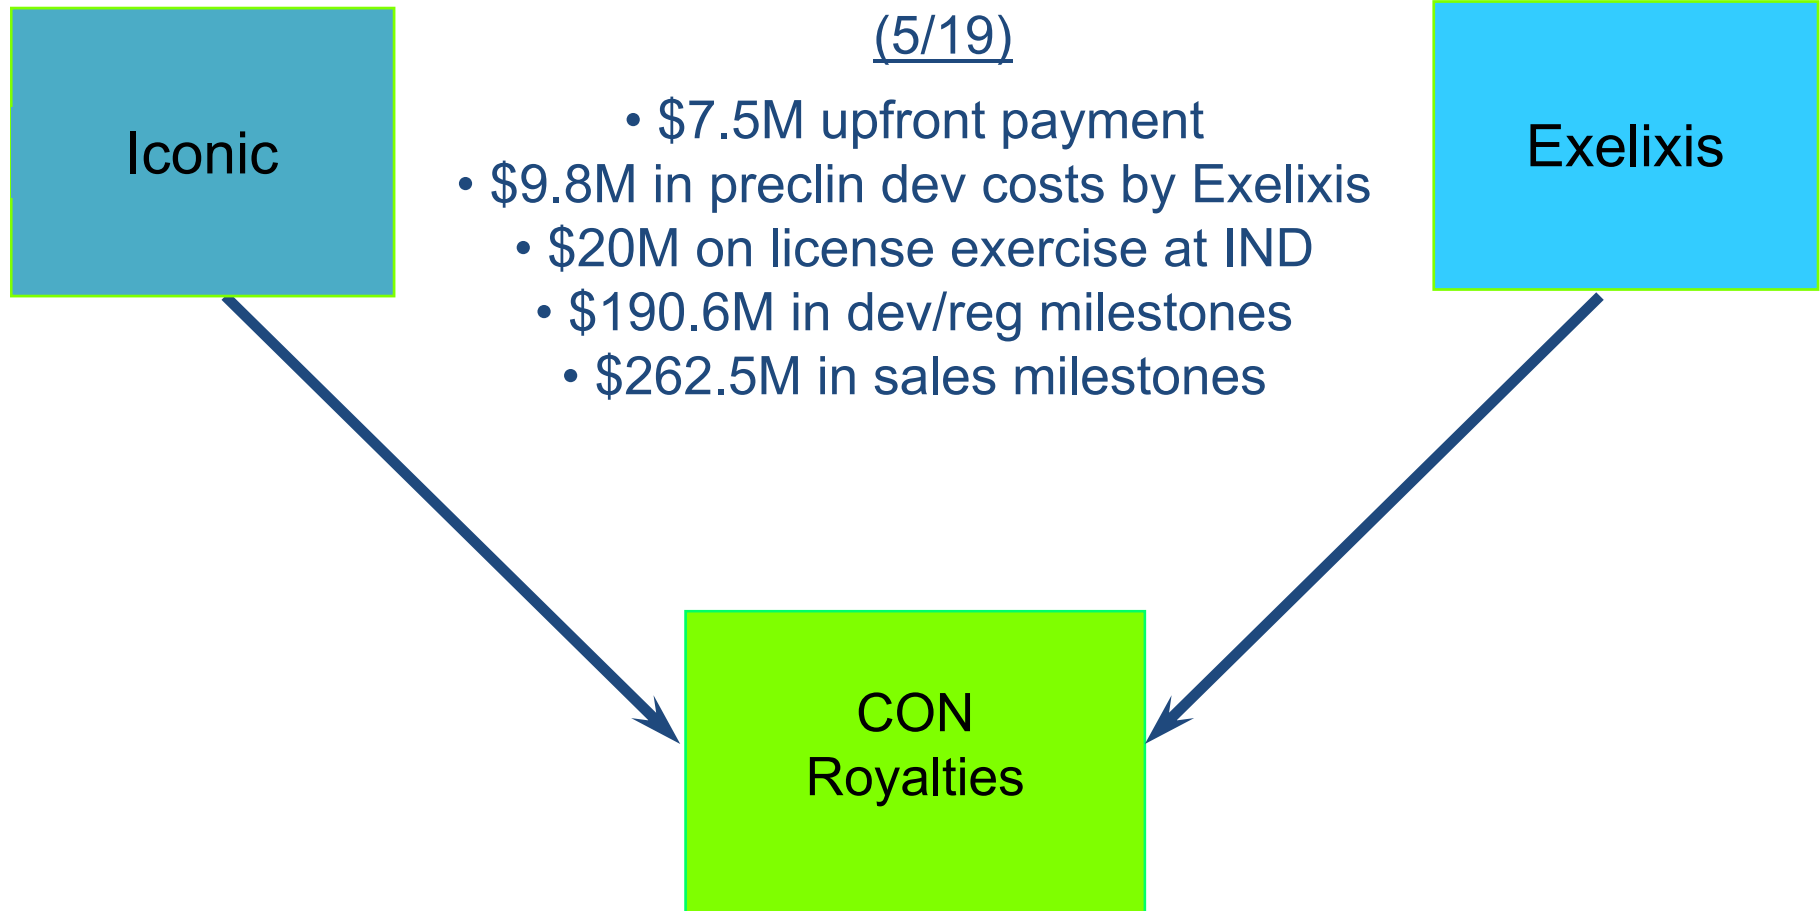 (5/19)
Iconic
• $7.5M upfront payment
• $9.8M in preclin dev costs by Exelixis
• $20M on license exercise at IND
• $190.6M in dev/reg milestones
• $262.5M in sales milestones
Exelixis
CON
Royalties